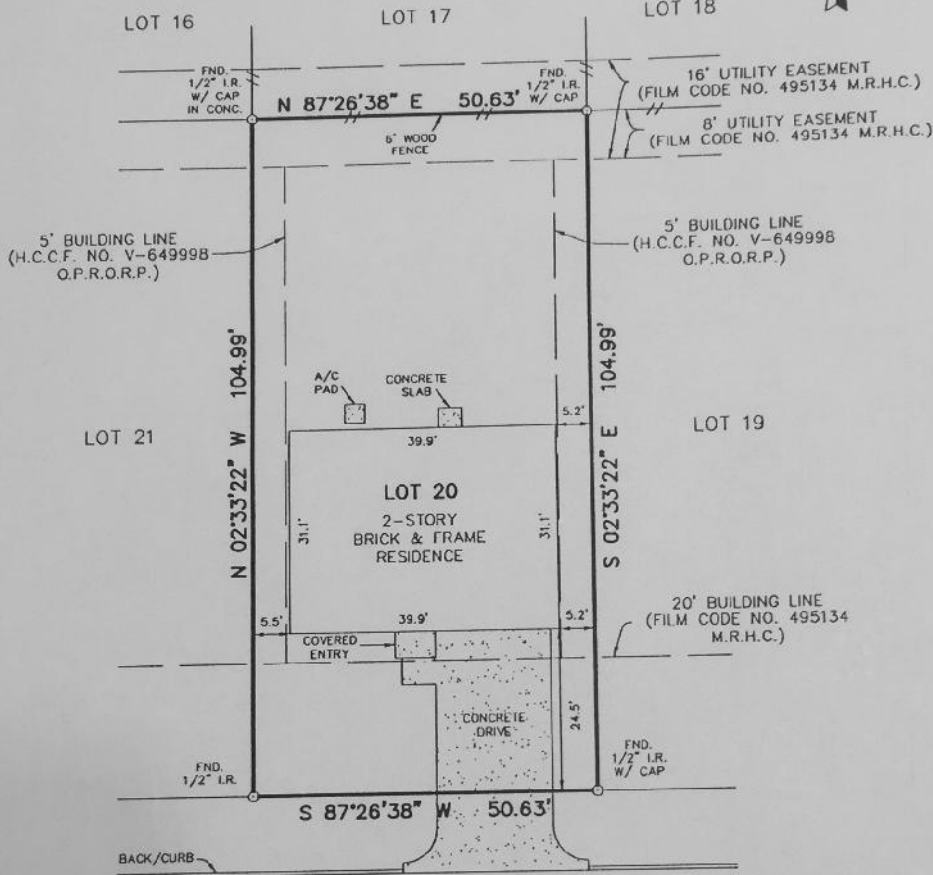 LOT 16
LOT 17
LOT 18
FND.
1/2" I.R.
W/ CAP
IN CONC.
FND.
1/2" I.R.
W/ CAP
N 87°26'38" E 50.63'
16' UTILITY EASEMENT
(FILM CODE NO. 495134 M.R.H.C.)
8' UTILITY EASEMENT
(FILM CODE NO. 495134 M.R.H.C.)
6' WOOD
FENCE
5' BUILDING LINE
(H.C.C.F. NO. V-649998
O.P.R.O.R.P.)
5' BUILDING LINE
(H.C.C.F. NO. V-649998
O.P.R.O.R.P.)
N 02°33'22" W 104.99'
S 02°33'22" E 104.99'
A/C
PAD
CONCRETE
SLAB
5.2'
39.9'
LOT 21
LOT 19
LOT 20
2-STORY
BRICK & FRAME
RESIDENCE
31.1'
31.1'
5.5'
39.9'
5.2'
COVERED
ENTRY
20' BUILDING LINE
(FILM CODE NO. 495134
M.R.H.C.)
24.5'
CONCRETE
DRIVE
FND.
1/2" I.R.
FND.
1/2" I.R.
W/ CAP
S 87°26'38" W 50.63'
BACK/CURB